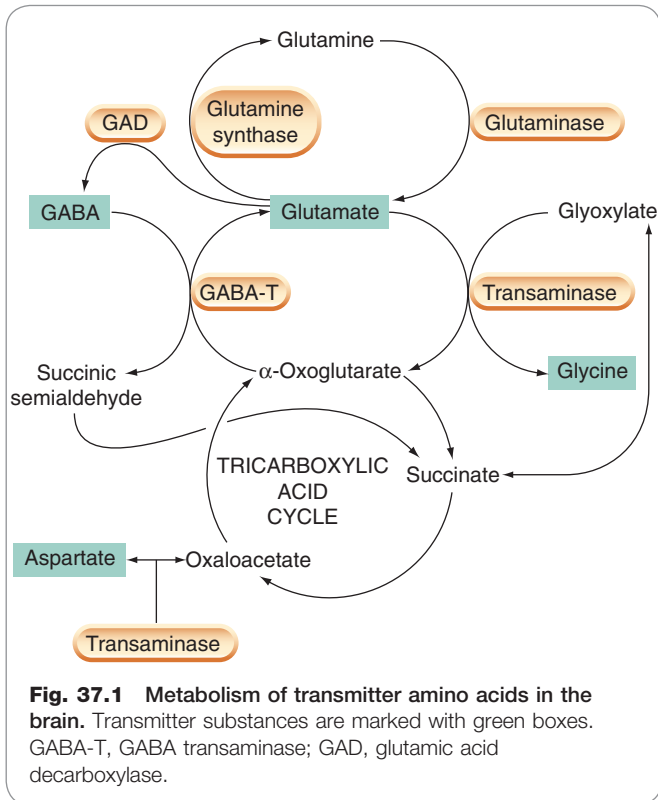 Glutamine
GAD
Glutamine
synthase
Glutaminase
GABA
Glutamate
Glyoxylate
GABA-T
Transaminase
Succinic
semialdehyde
α-Oxoglutarate
Glycine
TRICARBOXYLIC
ACID
CYCLE
Succinate
Aspartate
Oxaloacetate
Transaminase
Fig. 37.1 Metabolism of transmitter amino acids in the
brain. Transmitter substances are marked with green boxes.
GABA-T, GABA transaminase; GAD, glutamic acid
decarboxylase.